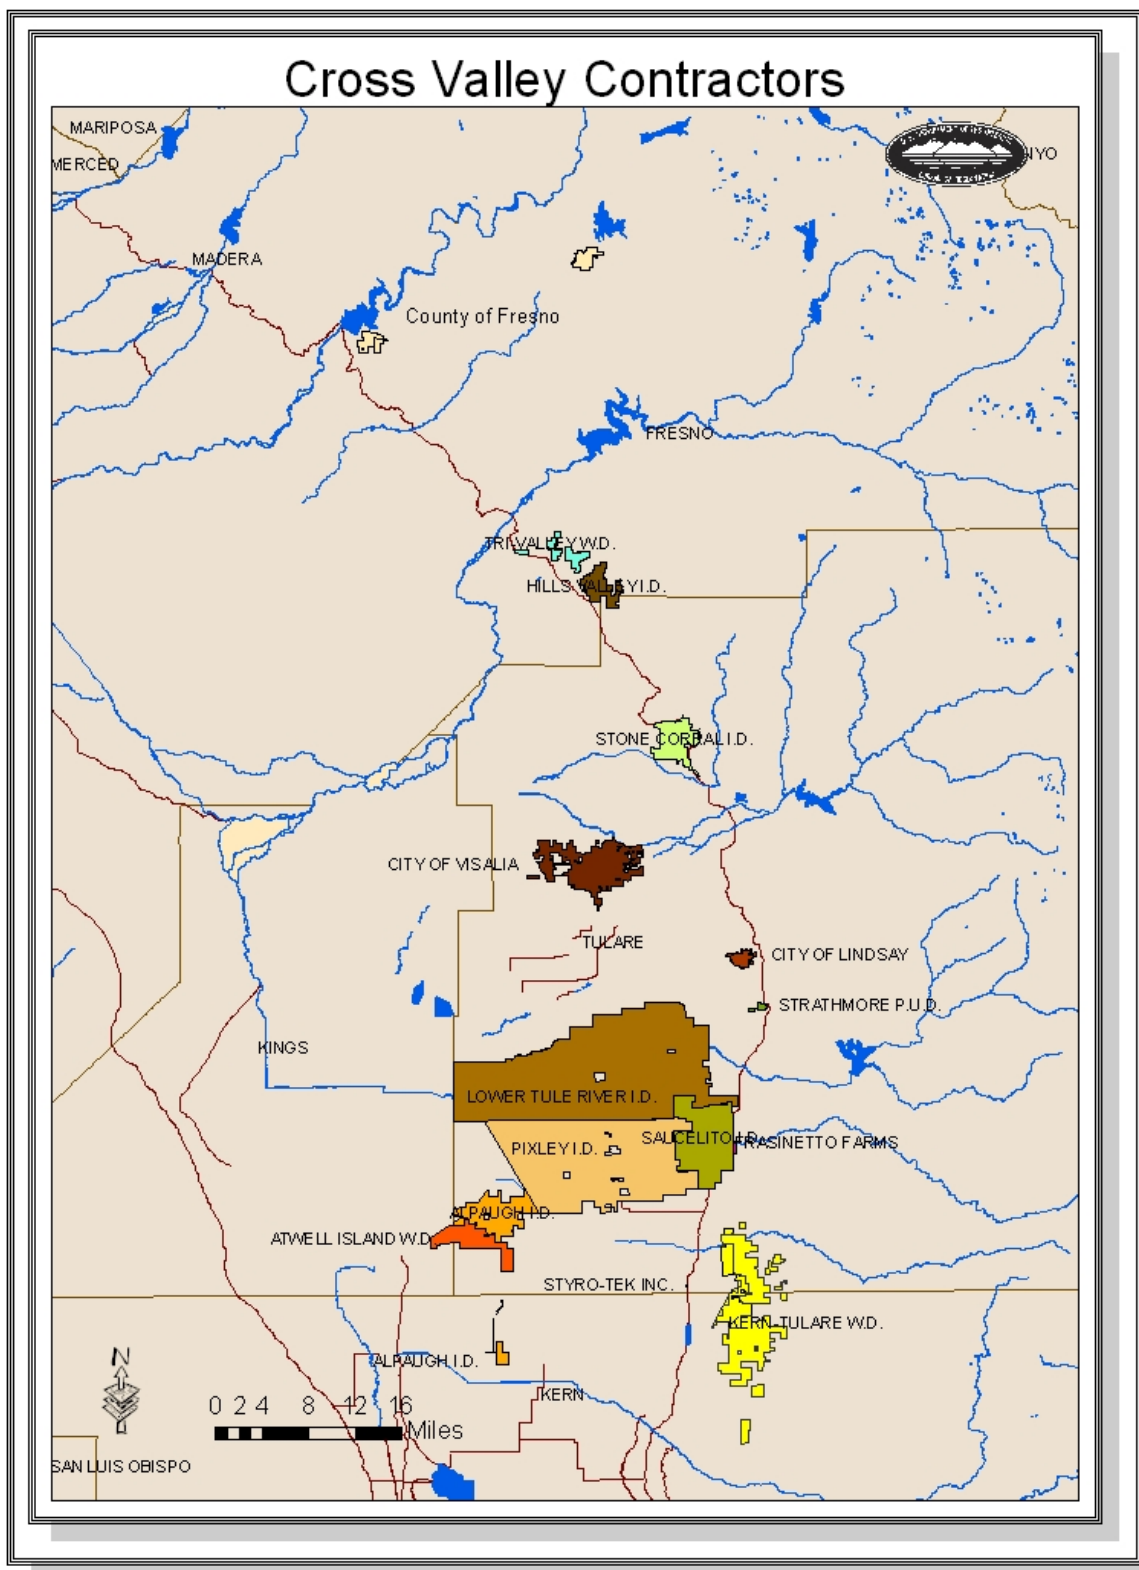 Cross Valley Contractors
MARIPOSA
MERCED
NYO
MADERA
County of Fresno
FRESNO
TRI-VALLEY W.D.
HILLS VALLEY I.D.
STONE CORRAL I.D.
CITY OF VISALIA
TULARE
CITY OF LINDSAY
STRATHMORE P.U.D.
KINGS
LOWER TULE RIVER I.D.
SAUCELITO I.D.
PIXLEY I.D.
FRASINETTO FARMS
ALPAUGH I.D.
ATWELL ISLAND W.D.
STYRO-TEK INC.
KERN-TULARE W.D.
ALPAUGH I.D.
KERN
N
0 2 4 8 12 16
Miles
SAN LUIS OBISPO